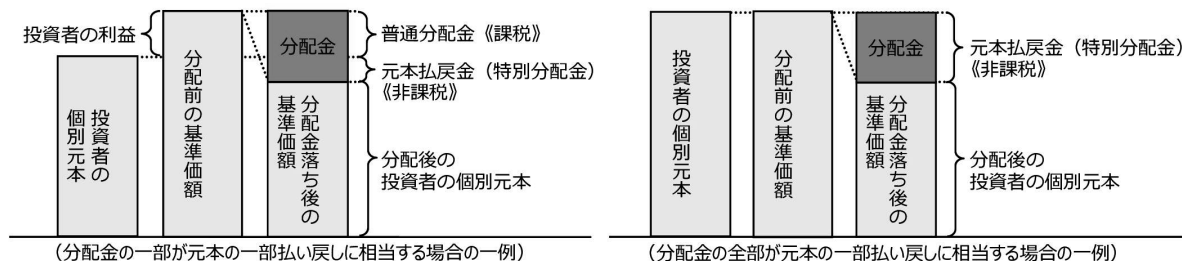 投資者の利益
投資者の
個別元本
分配前の基準価額
分配金
分配金落ち後の
基準価額
普通分配金《課税》
元本払戻金（特別分配金）
《非課税》
分配後の
投資者の個別元本
（分配金の一部が元本の一部払い戻しに相当する場合の一例）
投資者の個別元本
分配前の基準価額
分配金
分配金落ち後の
基準価額
元本払戻金（特別分配金）
《非課税》
分配後の
投資者の個別元本
（分配金の全部が元本の一部払い戻しに相当する場合の一例）